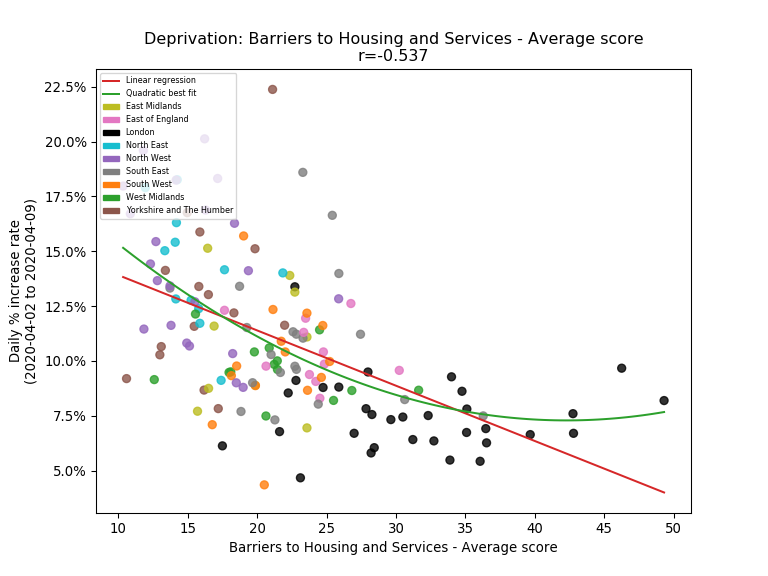 Deprivation: Barriers to Housing and Services - Average score
r=-0.537
Daily % increase rate
(2020-04-02 to 2020-04-09)
22.5%
20.0%
17.5%
15.0%
12.5%
10.0%
7.5%
5.0%
Linear regression
Quadratic best fit
East Midlands
East of England
London
North East
North West
South East
South West
West Midlands
Yorkshire and The Humber
10 15 20 25 30 35 40 45 50
Barriers to Housing and Services - Average score